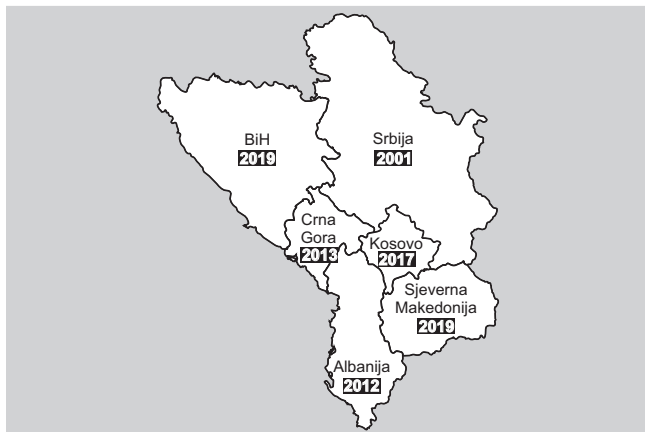 BiH
2019
Srbija
2001
Crna
Gora
2013
Kosovo
2017
Sjeverna
Makedonija
2019
Albanija
2012